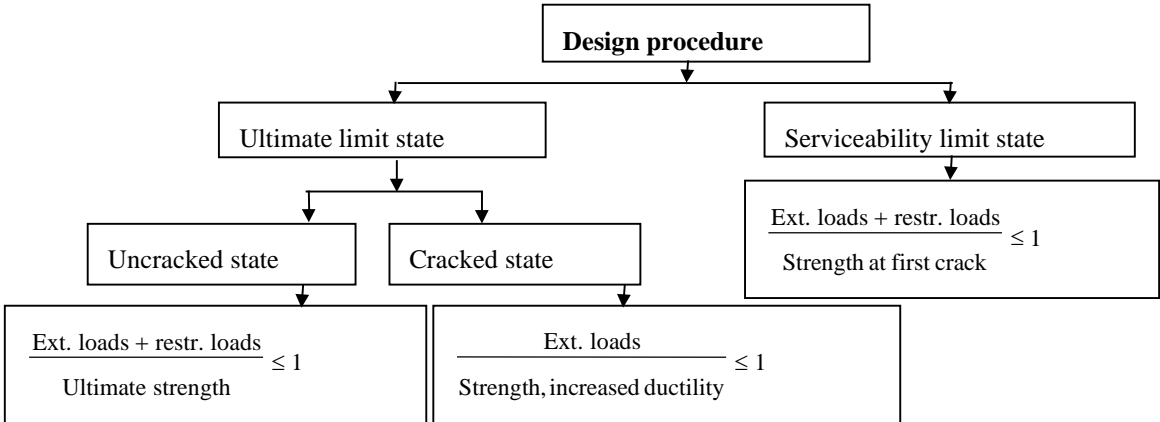 Design procedure
Ultimate limit state
Serviceability limit state
Ext. loads + restr. loads
≤ 1
Strength at first crack
Uncracked state
Cracked state
Ext. loads + restr. loads
≤ 1
Ultimate strength
Ext. loads
≤ 1
Strength, increased ductility